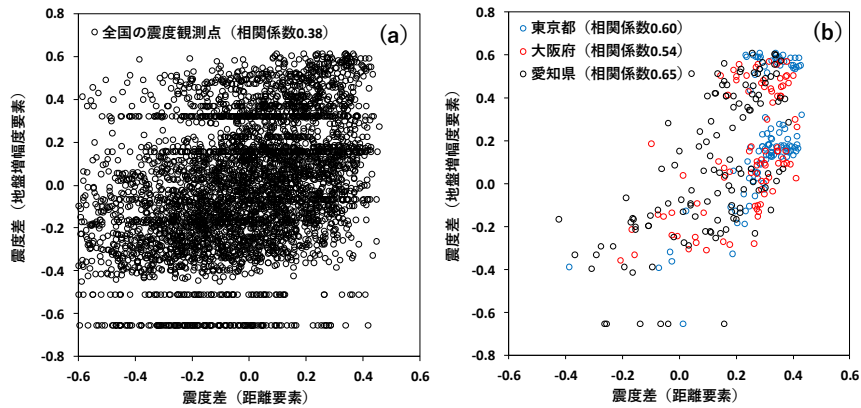 全国の震度観測点（相関係数0.38）
(a)
震度差（地盤増幅度要素）
0.8
0.6
0.4
0.2
0.0
-0.2
-0.4
-0.6
-0.8
-0.6 -0.4 -0.2 0.0 0.2 0.4 0.6
震度差（距離要素）
東京都（相関係数0.60）
大阪府（相関係数0.54）
愛知県（相関係数0.65）
(b)
震度差（地盤増幅度要素）
0.8
0.6
0.4
0.2
0.0
-0.2
-0.4
-0.6
-0.8
-0.6 -0.4 -0.2 0.0 0.2 0.4 0.6
震度差（距離要素）